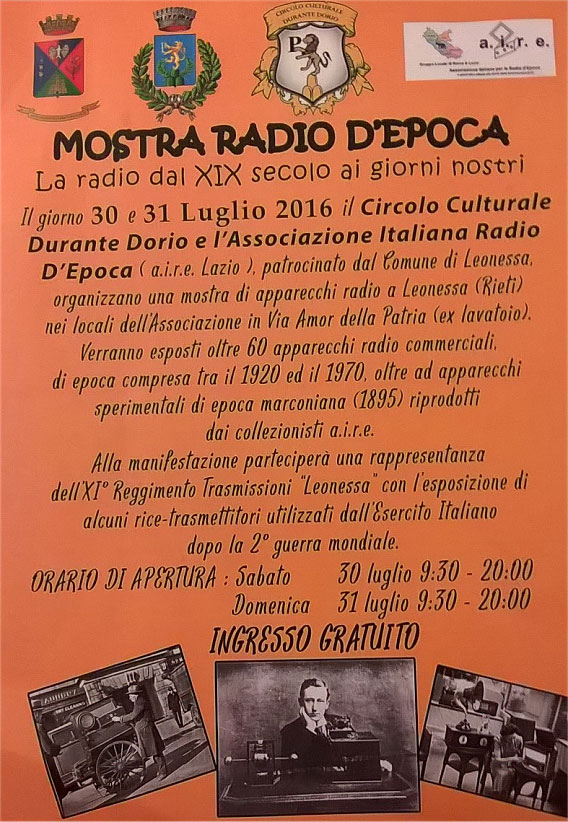 CIRCOLO CULTURALE
DURANTE DORIO
P S
a. i. r. e.
MOSTRA RADIO D'EPOCA
La radio dal XIX secolo ai giorni nostri
Il giorno 30 e 31 Luglio 2016 il Circolo Culturale
Durante Dorio e l'Associazione Italiana Radio
D'Epoca ( a.i.r.e. Lazio ), patrocinato dal Comune di Leonessa,
organizzano una mostra di apparecchi radio a Leonessa (Rieti)
nei locali dell'Associazione in Via Amor della Patria (ex lavatoio).
Verranno esposti oltre 60 apparecchi radio commerciali,
di epoca compresa tra il 1920 ed il 1970, oltre ad apparecchi
sperimentali di epoca marconiana (1895) riprodotti
dai collezionisti a.i.r.e.
Alla manifestazione parteciperà una rappresentanza
dell'XI° Reggimento Trasmissioni "Leonessa" con l'esposizione di
alcuni rice-trasmettitori utilizzati dall'Esercito Italiano
dopo la 2° guerra mondiale.
ORARIO DI APERTURA : Sabato 30 luglio 9:30 - 20:00
Domenica 31 luglio 9:30 - 20:00
INGRESSO GRATUITO